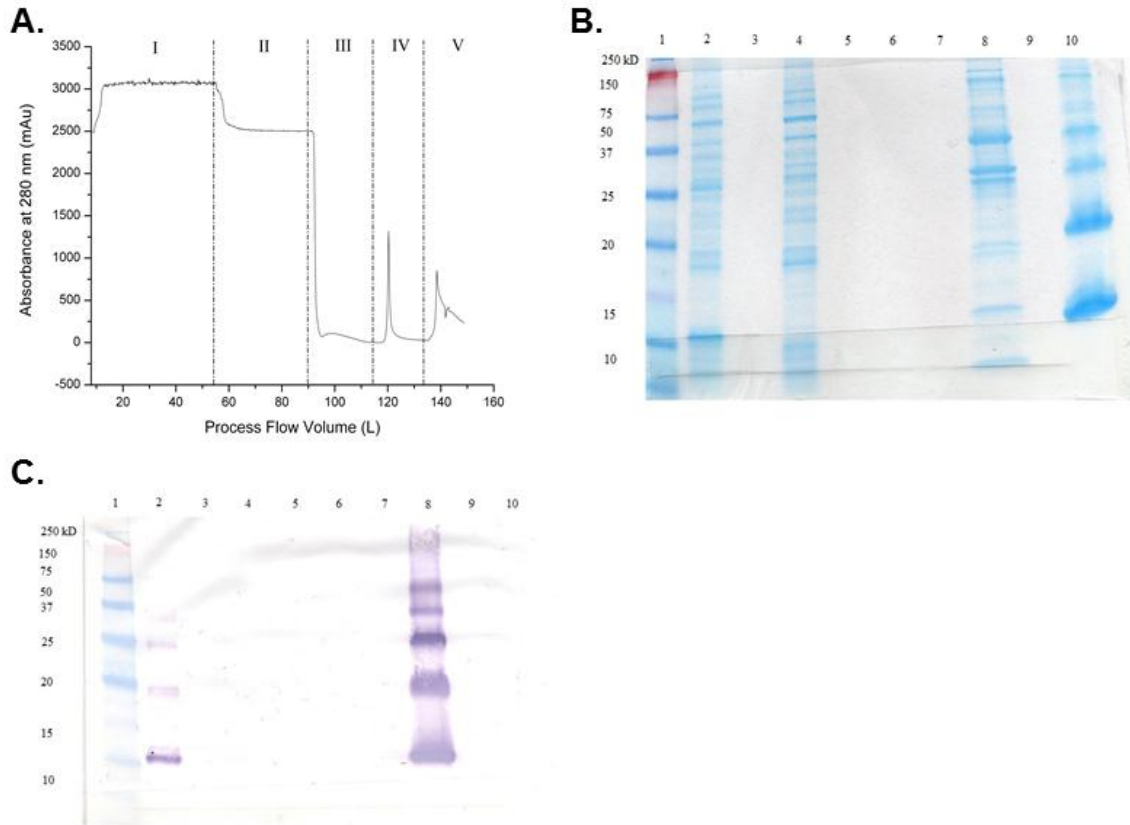 A.
I II III IV V
3500
3000
2500
2000
1500
1000
500
0
-500
Absorbance at 280 nm (mAu)
20 40 60 80 100 120 140 160
Process Flow Volume (L)
B.
1 2 3 4 5 6 7 8 9 10
250 kD
150
75
50
37
25
20
15
10
C.
1 2 3 4 5 6 7 8 9 10
250 kD
150
75
50
37
25
20
15
10